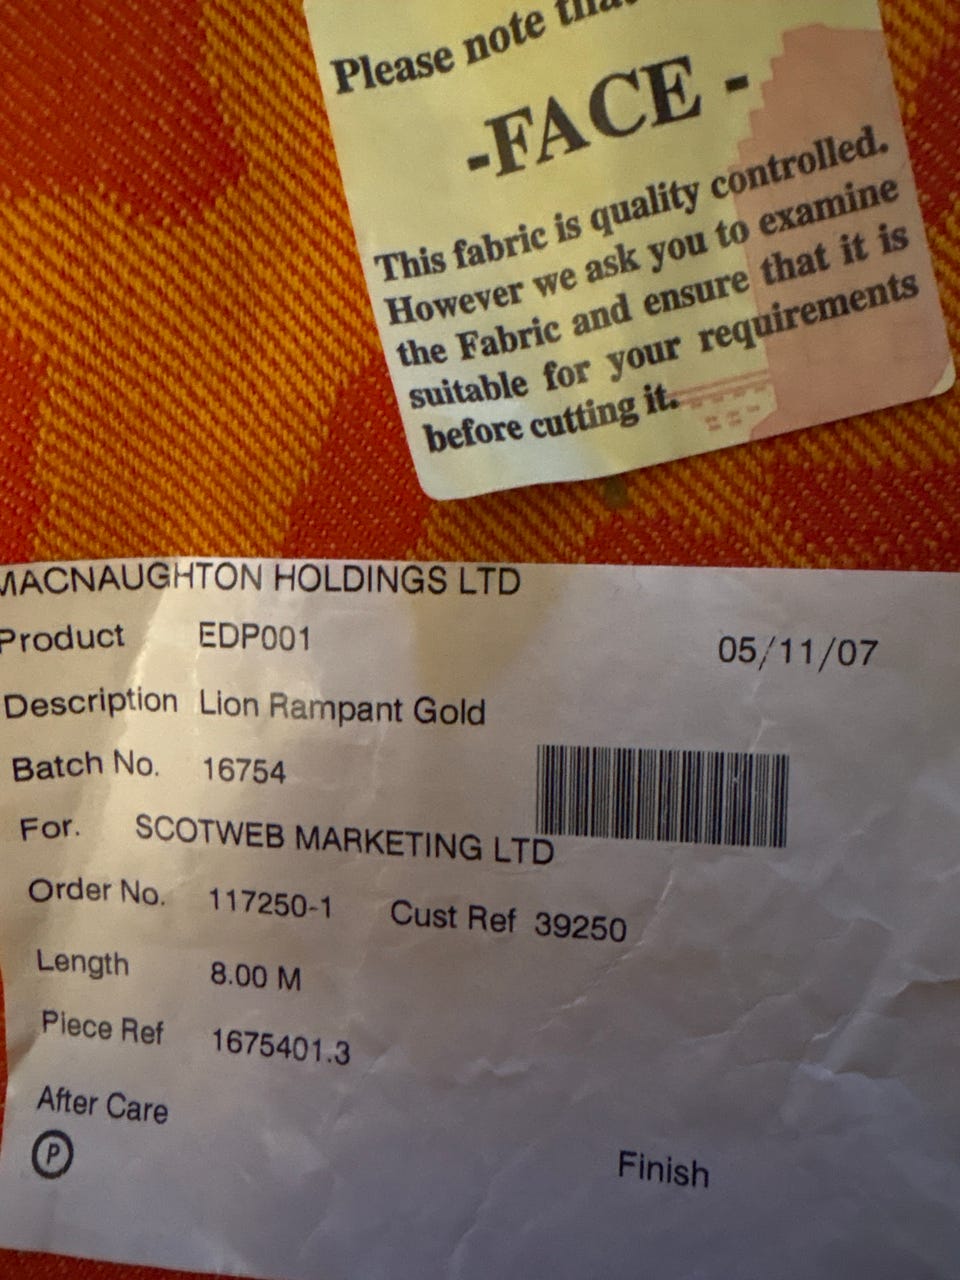 Please note
-FACE -
This fabric is quality controlled.
However we ask you to examine
the Fabric and ensure that it is
suitable for your requirements
before cutting it.
MACNAUGHTON HOLDINGS LTD
Product EDP001 05/11/07
Description Lion Rampant Gold
Batch No. 16754
For. SCOTWEB MARKETING LTD
Order No. 117250-1 Cust Ref 39250
Length 8.00 M
Piece Ref 1675401.3
After Care
P
Finish